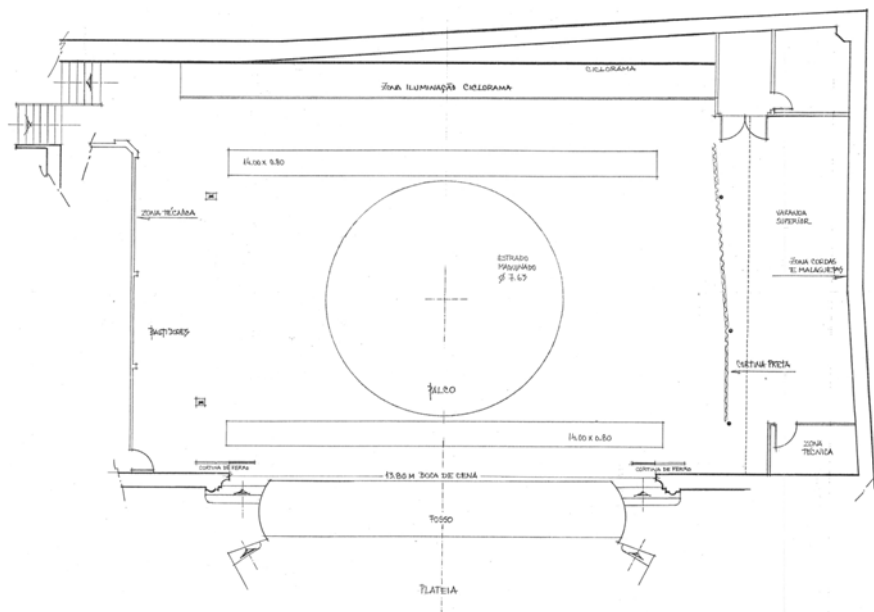 CICLORAMA
ZONA ILUMINAÇÃO CICLORAMA
14.00 x 0.80
ZONA TÉCNICA
VARANDA
SUPERIOR
ESTRADO
MAQUINADO
Ø 7.65
ZONA CORDAS
E MALAGUETAS
BASTIDORES
CORTINA PRETA
PALCO
14.00 x 0.80
ZONA
TECNICA
CORTINA DE FERRO
13.80 M BOCA DE CENA
CORTINA DE FERRO
FOSSO
PLATEIA